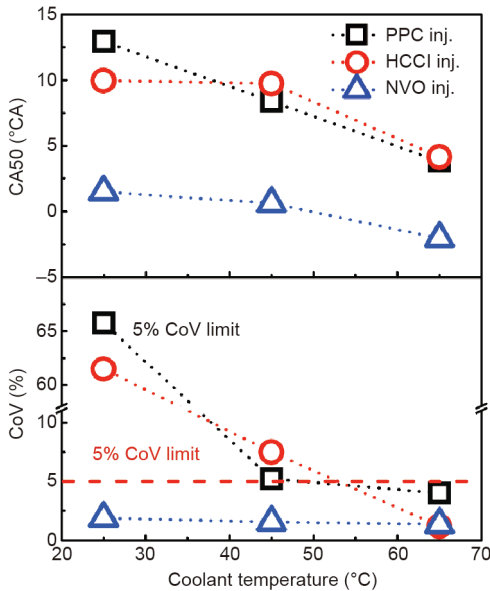 15
10
5
0
−5
CA50 (°CA)
PPC inj.
HCCI inj.
NVO inj.
65
60
10
5
0
CoV (%)
5% CoV limit
5% CoV limit
20
30
40
50
60
70
Coolant temperature (°C)